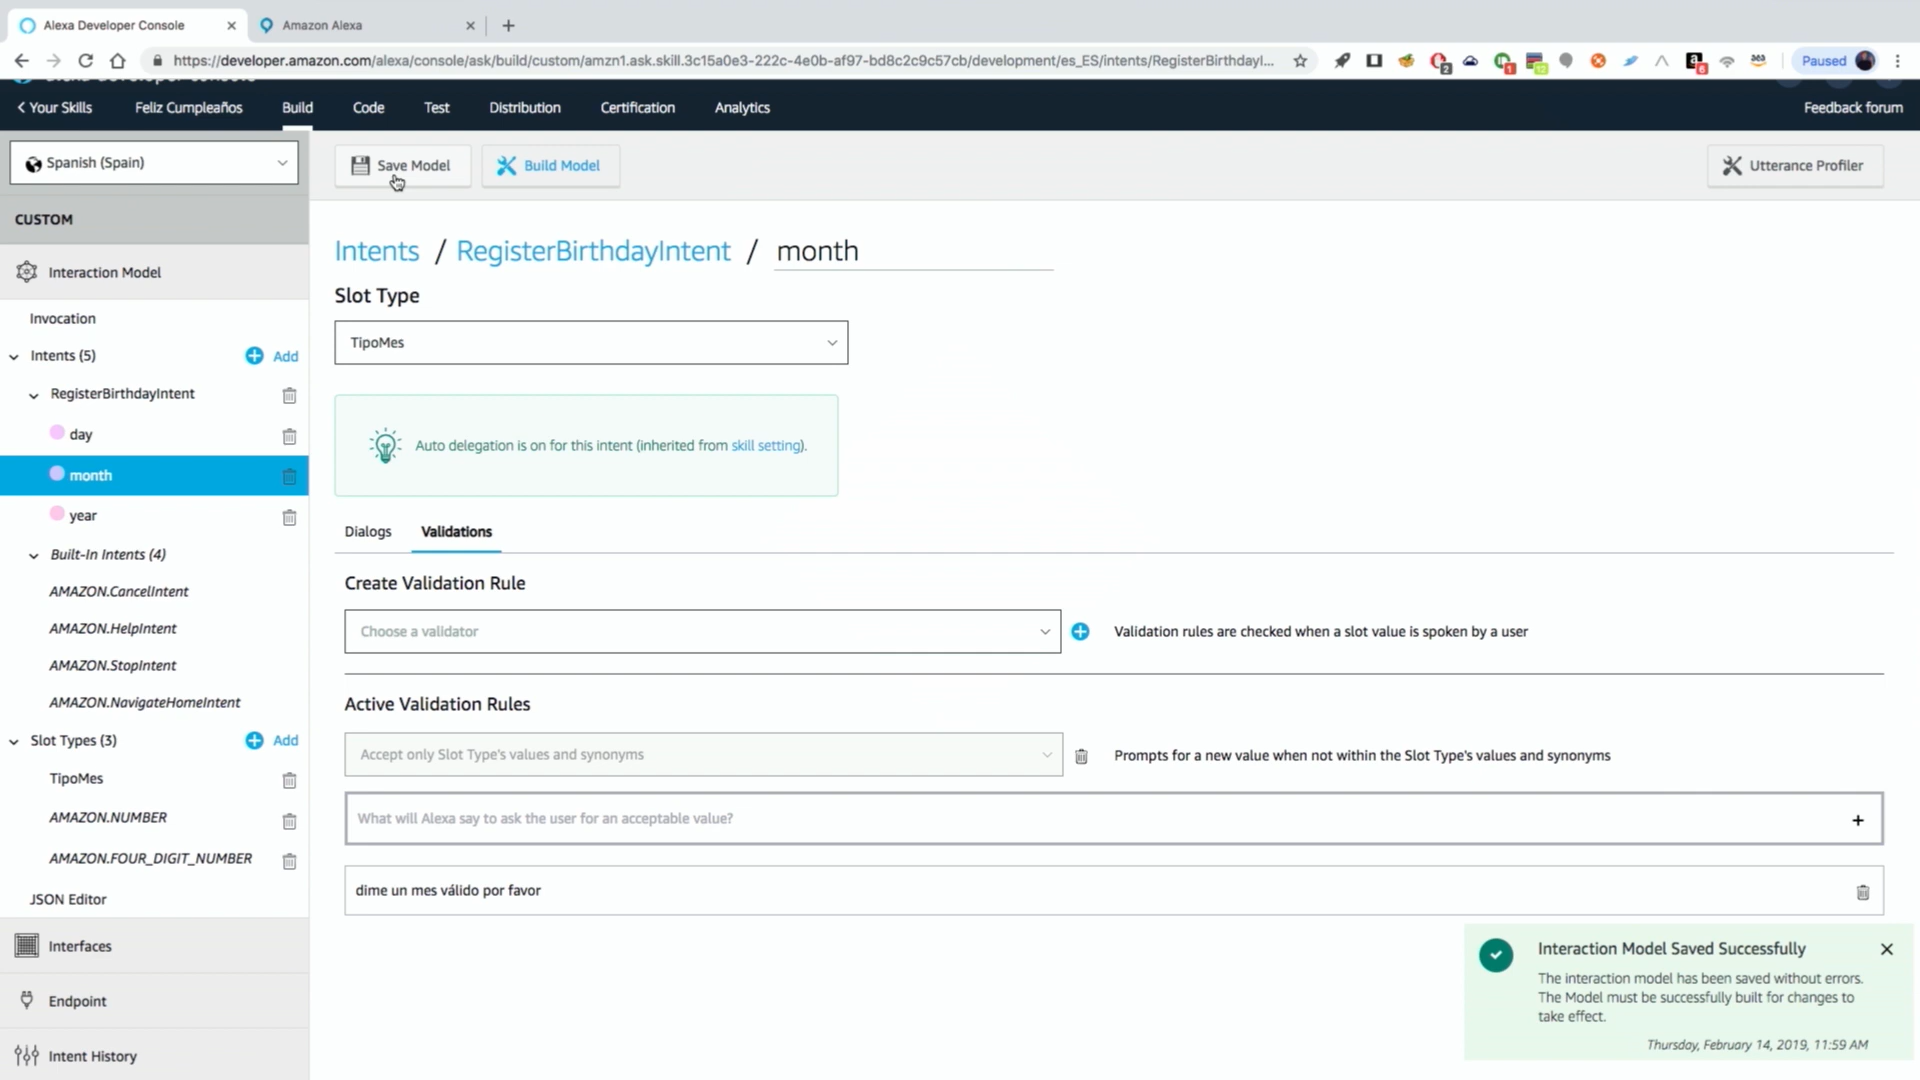 Alexa Developer Console
Amazon Alexa
https://developer.amazon.com/alexa/console/ask/build/custom/amzn1.ask.skill.3c15a0e3-222c-4e0b-af97-bd8c2c9c57cb/development/es_ES/intents/RegisterBirthdayI...
Paused
Your Skills
Feliz Cumpleaños
Build
Code
Test
Distribution
Certification
Analytics
Feedback forum
Spanish (Spain)
Save Model
Build Model
Utterance Profiler
CUSTOM
Interaction Model
Invocation
Intents (5)
Add
RegisterBirthdayIntent
day
month
year
Built-In Intents (4)
AMAZON.CancelIntent
AMAZON.HelpIntent
AMAZON.StopIntent
AMAZON.NavigateHomeIntent
Slot Types (3)
Add
TipoMes
AMAZON.NUMBER
AMAZON.FOUR_DIGIT_NUMBER
JSON Editor
Interfaces
Endpoint
Intent History
Intents / RegisterBirthdayIntent / month
Slot Type
TipoMes
Auto delegation is on for this intent (inherited from skill setting).
Dialogs
Validations
Create Validation Rule
Choose a validator
Validation rules are checked when a slot value is spoken by a user
Active Validation Rules
Accept only Slot Type's values and synonyms
Prompts for a new value when not within the Slot Type's values and synonyms
What will Alexa say to ask the user for an acceptable value?
dime un mes válido por favor
Interaction Model Saved Successfully
The interaction model has been saved without errors.
The Model must be successfully built for changes to
take effect.
Thursday, February 14, 2019, 11:59 AM